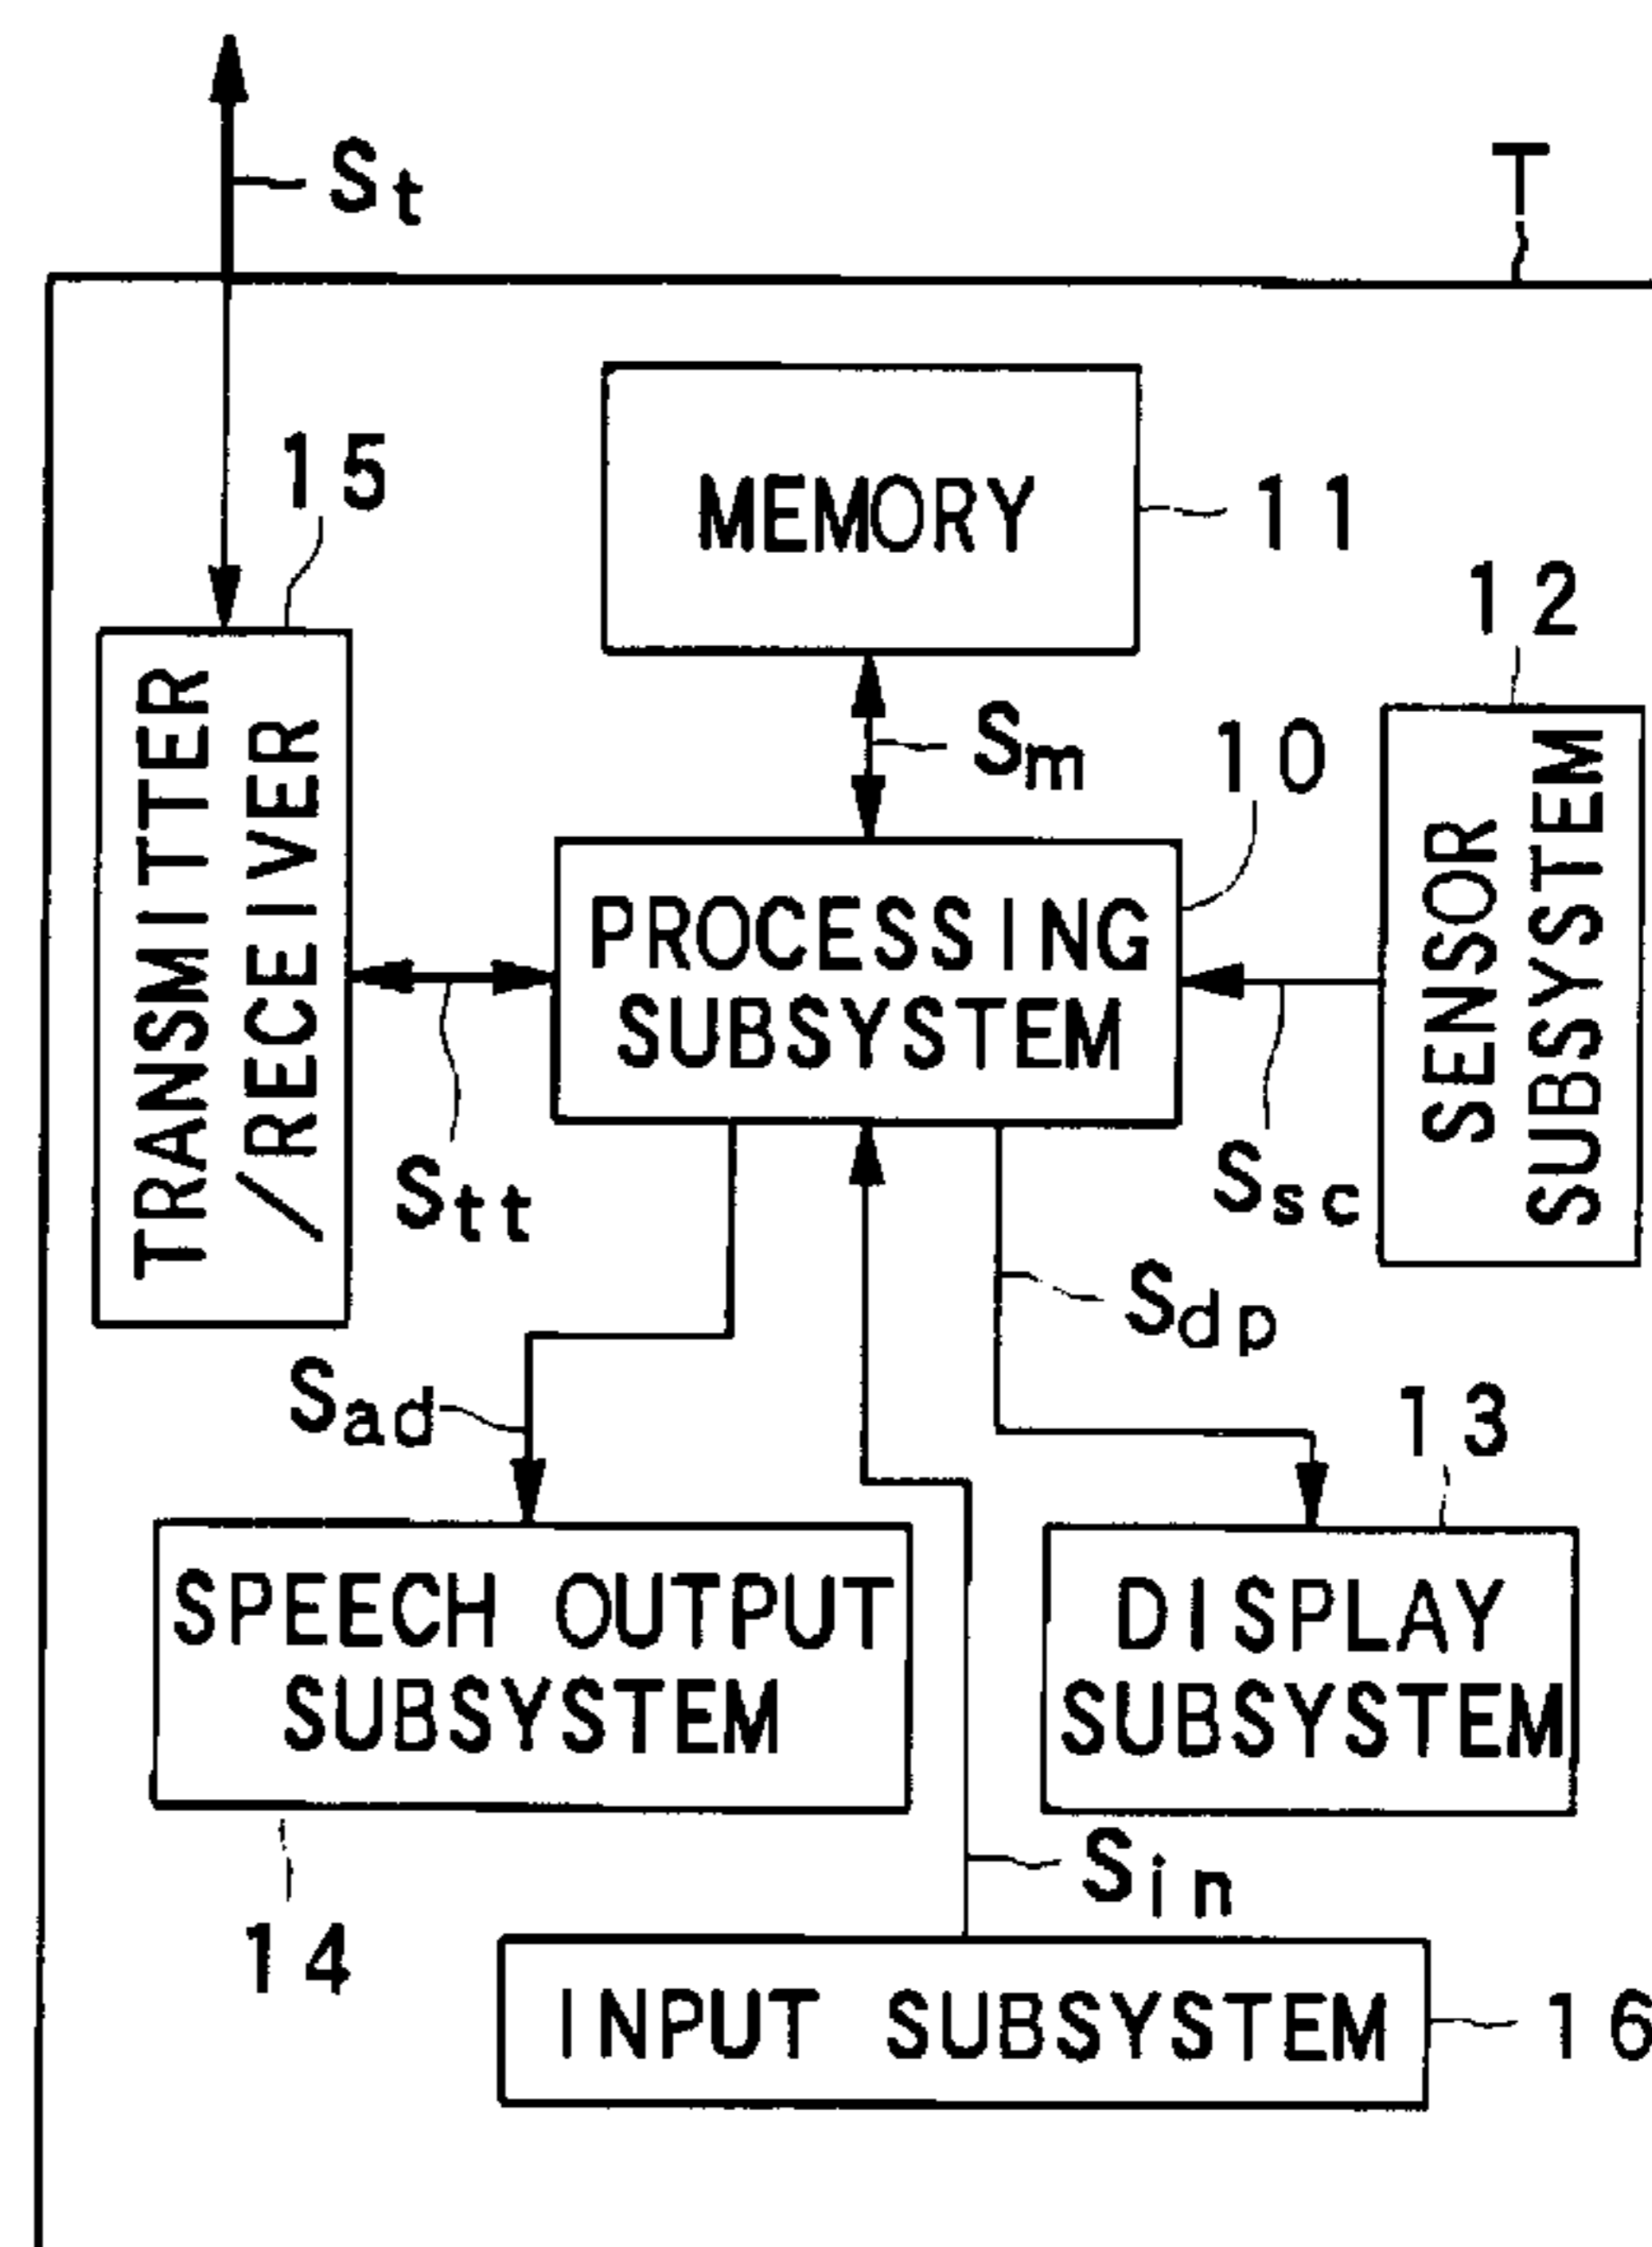 St
T
15
MEMORY
11
12
Sm
10
TRANSMITTER
/RECEIVER
PROCESSING
SUBSYSTEM
SENSOR
SUBSYSTEM
Stt
Ssc
Sdp
Sad
13
SPEECH OUTPUT
SUBSYSTEM
DISPLAY
SUBSYSTEM
Sin
14
INPUT SUBSYSTEM
16